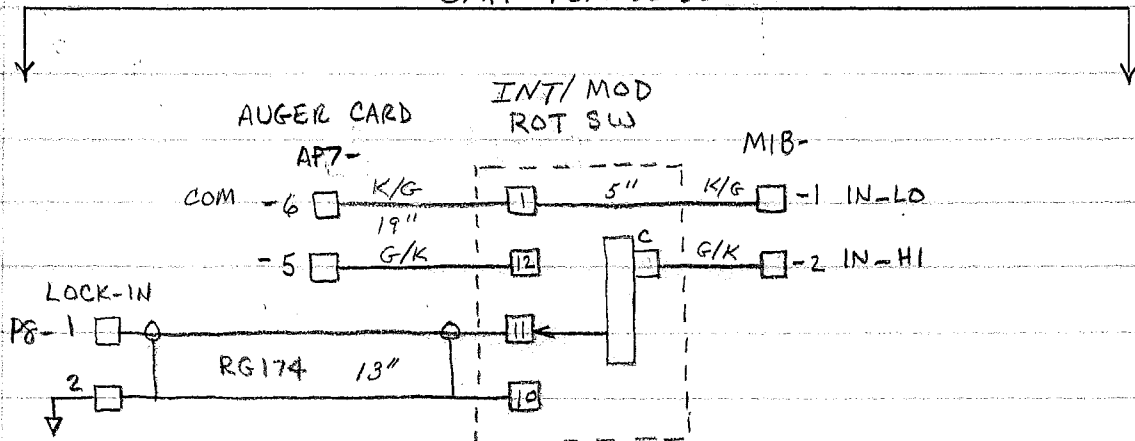 AUGER CARD
INT/MOD
ROT SW
AP7-
M1B-
COM -6 K/G 1 5" K/G -1 IN-LO
19"
-5 G/K 12 C G/K -2 IN-HI
LOCK-IN
P8-1 11
RG174 13"
2 10